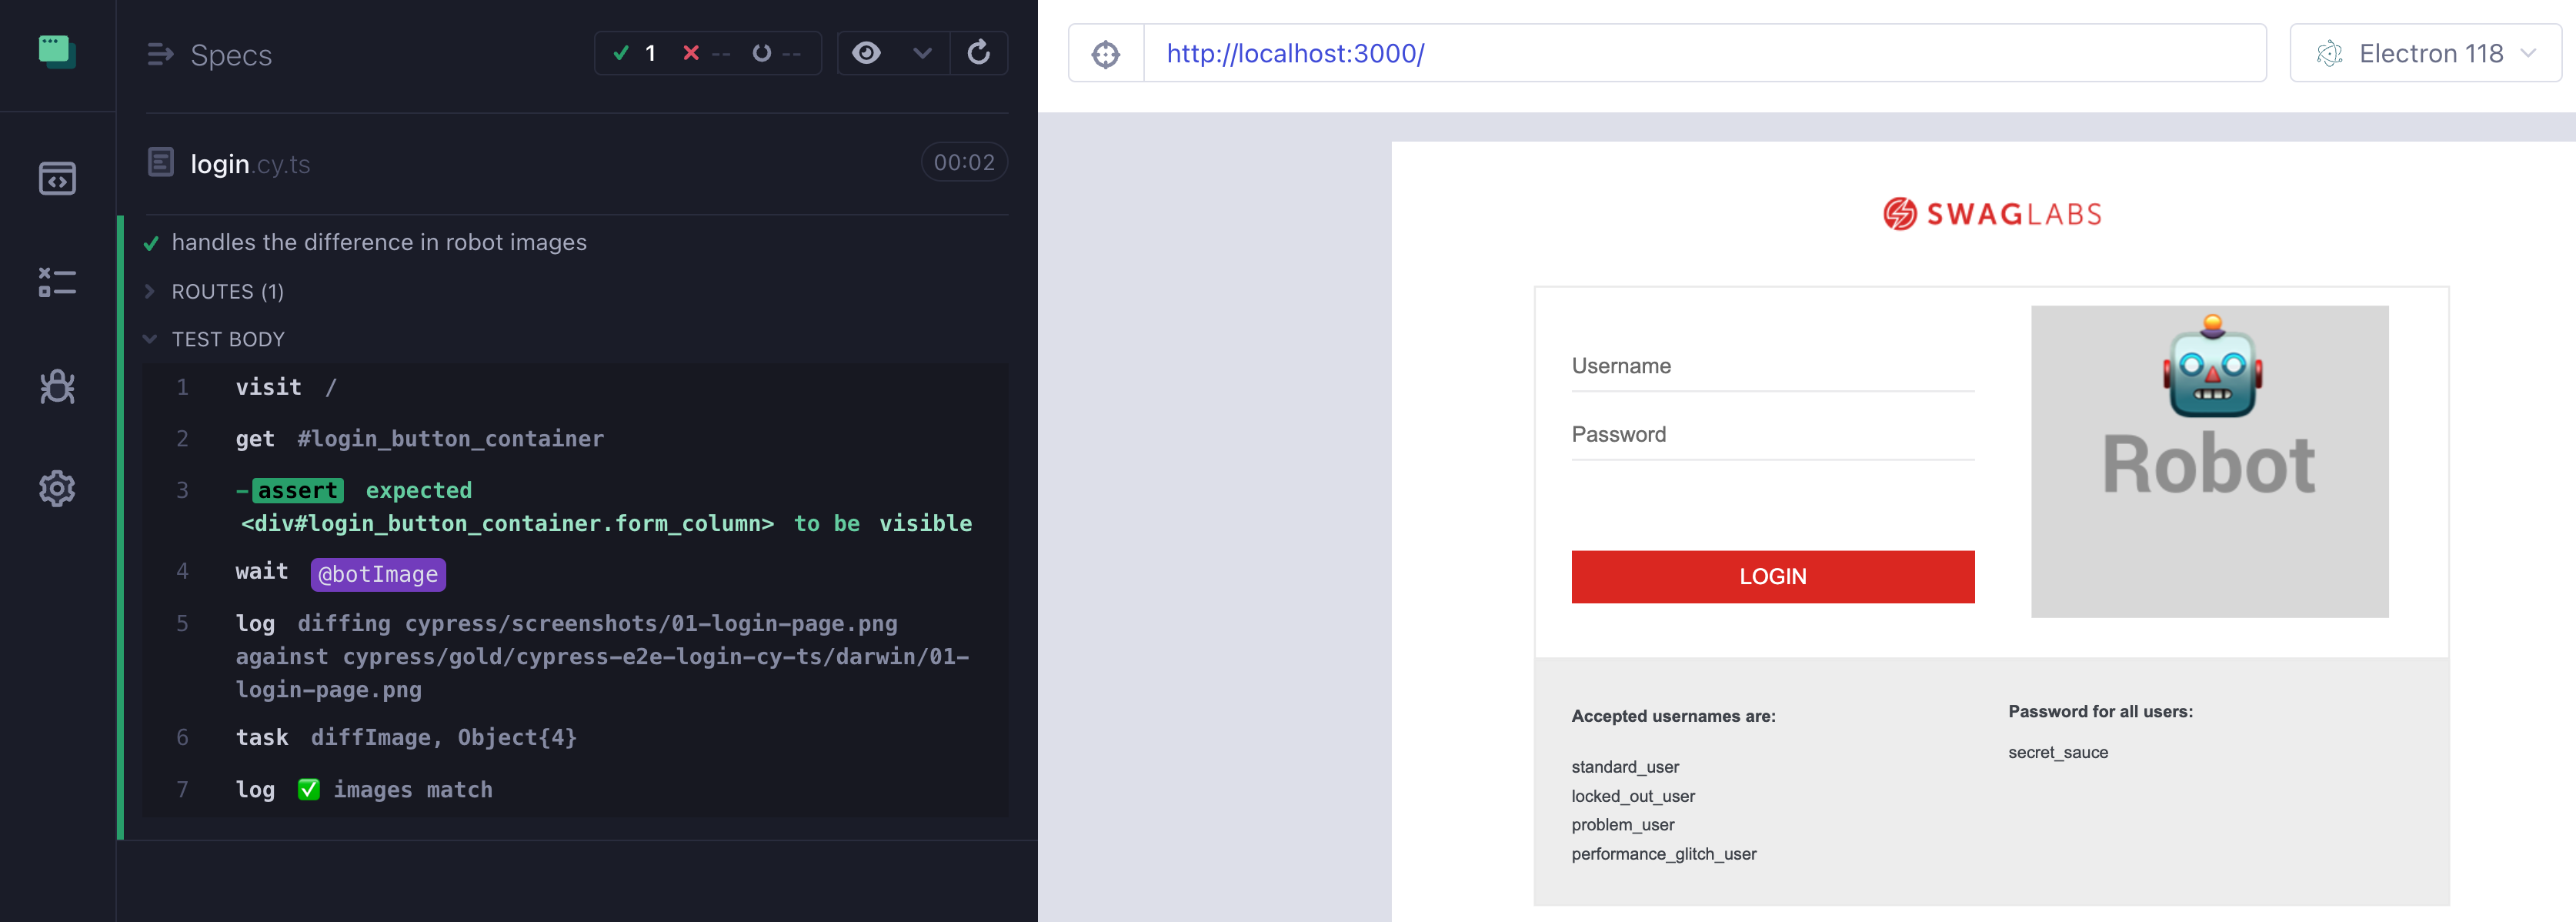 Specs
1 -- --
login.cy.ts
00:02
handles the difference in robot images
ROUTES (1)
TEST BODY
1 visit /
2 get #login_button_container
3 -assert expected
<div#login_button_container.form_column> to be visible
4 wait @botImage
5 log diffing cypress/screenshots/01-login-page.png
against cypress/gold/cypress-e2e-login-cy-ts/darwin/01-
login-page.png
6 task diffImage, Object{4}
7 log ✅ images match
http://localhost:3000/
Electron 118
SWAGLABS
Username
Password
LOGIN
Robot
Accepted usernames are:
standard_user
locked_out_user
problem_user
performance_glitch_user
Password for all users:
secret_sauce